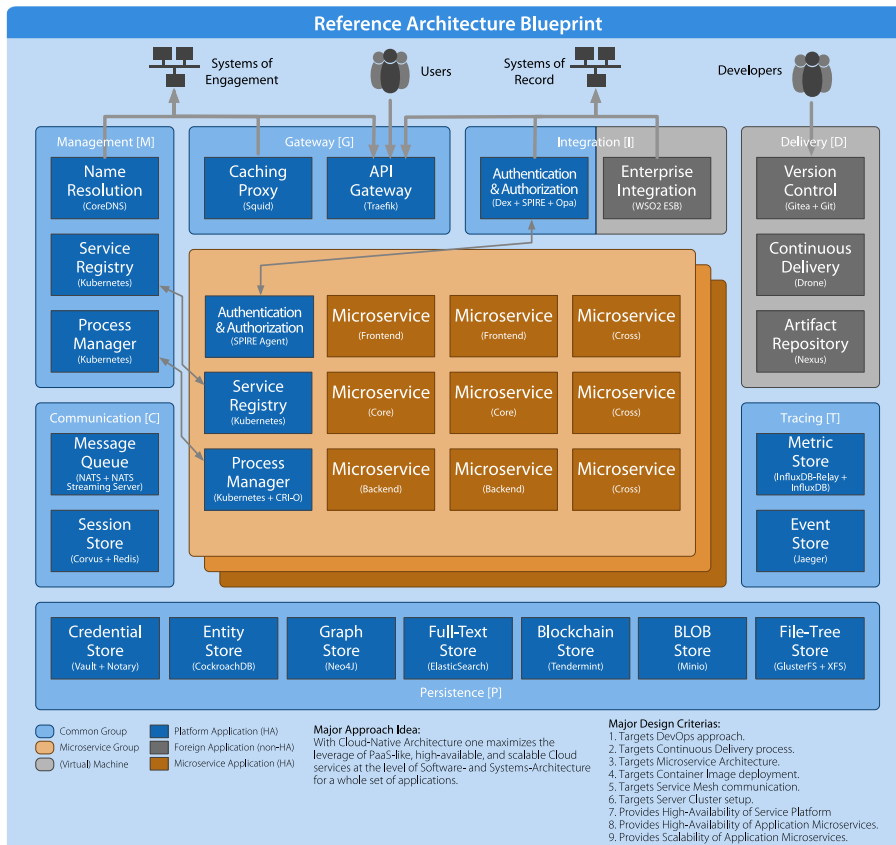 Reference Architecture Blueprint
Systems of
Engagement
Users
Systems of
Record
Developers
Management [M]
Gateway [G]
Integration [I]
Delivery [D]
Name
Resolution
(CoreDNS)
Caching
Proxy
(Squid)
API
Gateway
(Traefik)
Authentication
& Authorization
(Dex + SPIRE + Opa)
Enterprise
Integration
(WSO2 ESB)
Version
Control
(Gitea + Git)
Service
Registry
(Kubernetes)
Continuous
Delivery
(Drone)
Process
Manager
(Kubernetes)
Authentication
& Authorization
(SPIRE Agent)
Microservice
(Frontend)
Microservice
(Frontend)
Microservice
(Cross)
Artifact
Repository
(Nexus)
Service
Registry
(Kubernetes)
Microservice
(Core)
Microservice
(Core)
Microservice
(Cross)
Communication [C]
Tracing [T]
Message
Queue
(NATS + NATS
Streaming Server)
Process
Manager
(Kubernetes + CRI-O)
Microservice
(Backend)
Microservice
(Backend)
Microservice
(Cross)
Metric
Store
(InfluxDB-Relay +
InfluxDB)
Session
Store
(Corvus + Redis)
Event
Store
(Jaeger)
Credential
Store
(Vault + Notary)
Entity
Store
(CockroachDB)
Graph
Store
(Neo4J)
Full-Text
Store
(ElasticSearch)
Blockchain
Store
(Tendermint)
BLOB
Store
(Minio)
File-Tree
Store
(GlusterFS + XFS)
Persistence [P]
Common Group
Microservice Group
(Virtual) Machine
Platform Application (HA)
Foreign Application (non-HA)
Microservice Application (HA)
Major Approach Idea:
With Cloud-Native Architecture one maximizes the
leverage of PaaS-like, high-available, and scalable Cloud
services at the level of Software- and Systems-Architecture
for a whole set of applications.
Major Design Criterias:
1. Targets DevOps approach.
2. Targets Continuous Delivery process.
3. Targets Microservice Architecture.
4. Targets Container Image deployment.
5. Targets Service Mesh communication.
6. Targets Server Cluster setup.
7. Provides High-Availability of Service Platform
8. Provides High-Availability of Application Microservices.
9. Provides Scalability of Application Microservices.